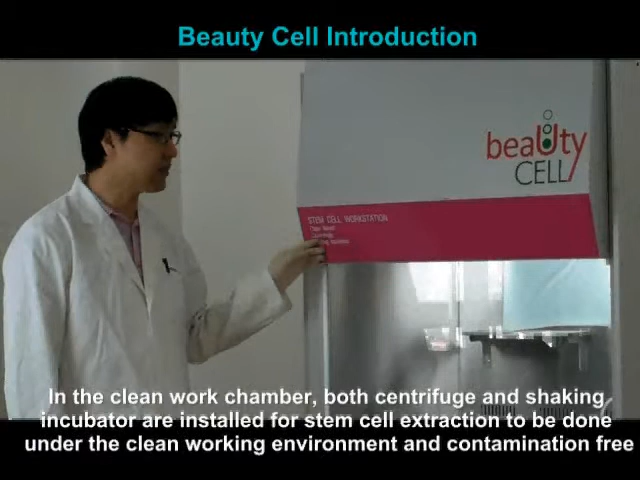 Beauty Cell Introduction
beaUty
CELL
STEM CELL WORKSTATION
In the clean work chamber, both centrifuge and shaking
incubator are installed for stem cell extraction to be done
under the clean working environment and contamination free